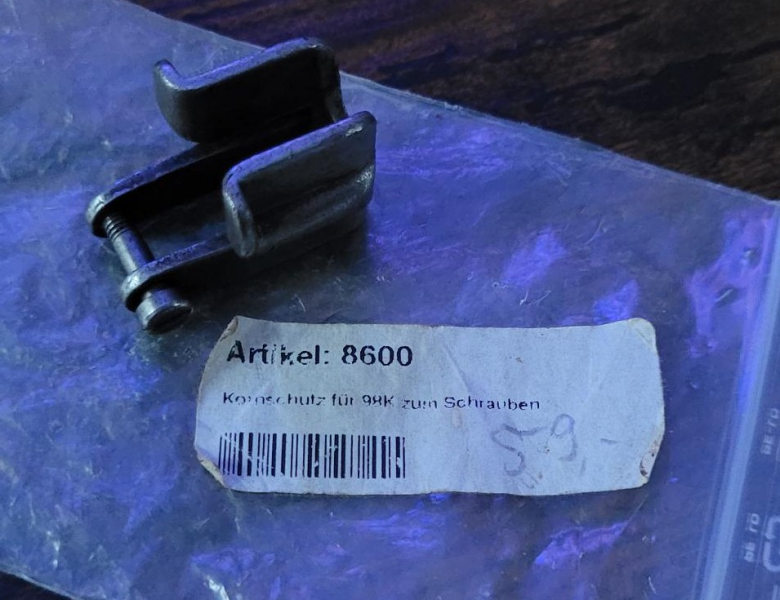 Artikel: 8600
Kornschutz für 98K zum Schrauben
59,-